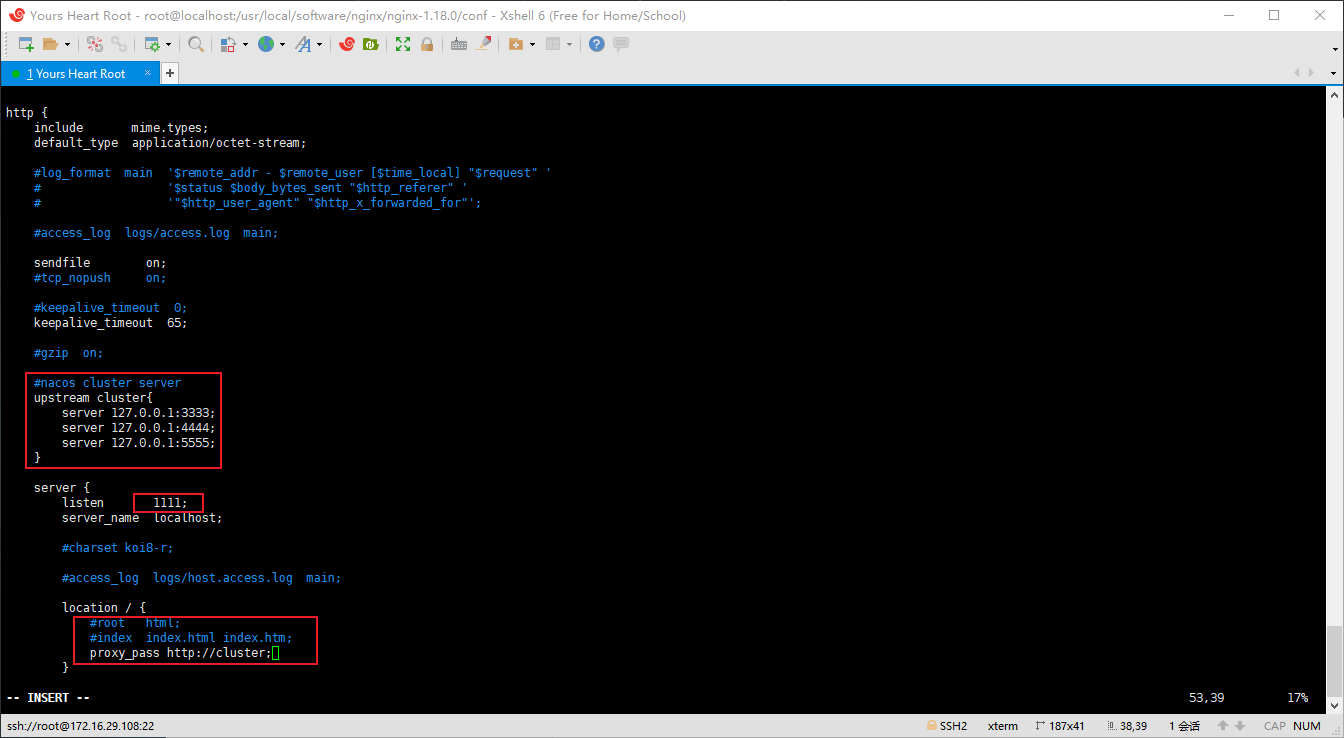 Yours Heart Root - root@localhost:/usr/local/software/nginx/nginx-1.18.0/conf - Xshell 6 (Free for Home/School)
1 Yours Heart Root
http {
    include       mime.types;
    default_type  application/octet-stream;
    #log_format  main  '$remote_addr - $remote_user [$time_local] "$request" '
    #                  '$status $body_bytes_sent "$http_referer" '
    #                  '"$http_user_agent" "$http_x_forwarded_for"';
    #access_log  logs/access.log  main;
    sendfile        on;
    #tcp_nopush     on;
    #keepalive_timeout  0;
    keepalive_timeout  65;
    #gzip  on;
    #nacos cluster server
    upstream cluster{
        server 127.0.0.1:3333;
        server 127.0.0.1:4444;
        server 127.0.0.1:5555;
    }
    server {
        listen       1111;
        server_name  localhost;
        #charset koi8-r;
        #access_log  logs/host.access.log  main;
        location / {
            #root   html;
            #index  index.html index.htm;
            proxy_pass http://cluster;
        }
-- INSERT -- 53,39 17%
ssh://root@172.16.29.108:22 SSH2 xterm 187x41 38,39 1 会话 CAP NUM